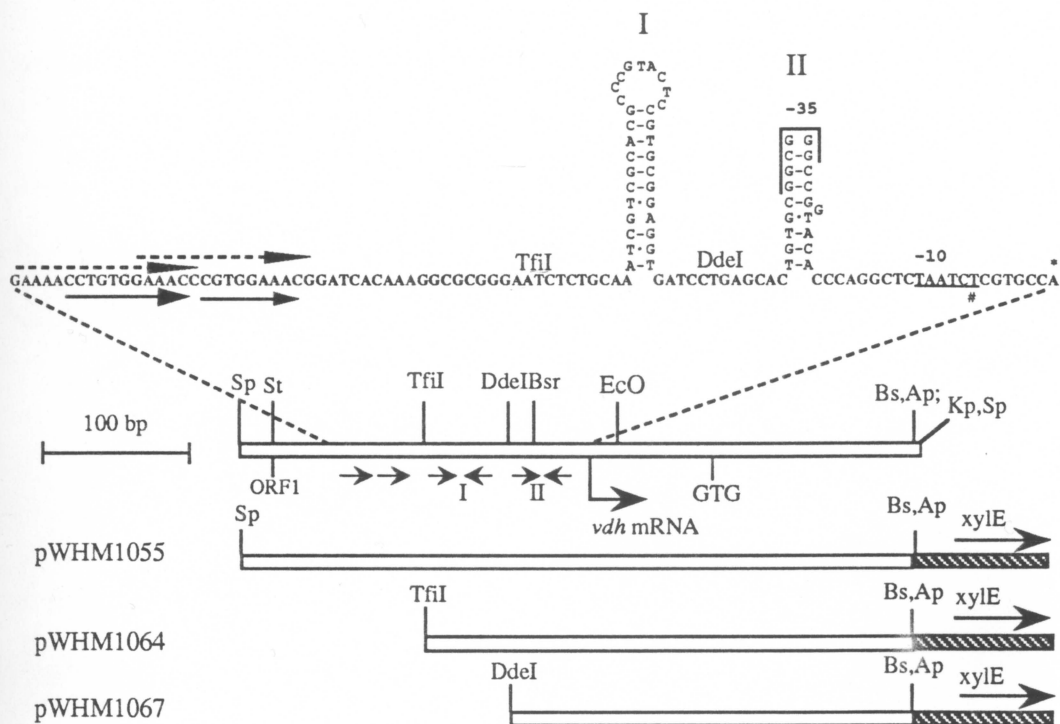 I
II
G TA C
C T
C C
G-C
C-G
A-T
C-G
G-C
C-G
T·G
G-A
C-G
T·G
A-T
A
-35
G G
C-G
G-C
G-C
C-G
G·T G
T-A
G-C
T-A
TfiI
DdeI
-10
*
GAAAACCTGTGGAAACCCGTGGAAACGGATCACAAAGGCGCGGGAATCTCTGCAA GATCCTGAGCAC CCCAGGCTCTAATCTCGTGCCA
#
Sp St TfiI DdeIBsr EcO Bs,Ap; Kp,Sp
100 bp
ORF1 I II GTG
vdh mRNA
Sp Bs,Ap xylE
pWHM1055
TfiI Bs,Ap xylE
pWHM1064
DdeI Bs,Ap xylE
pWHM1067